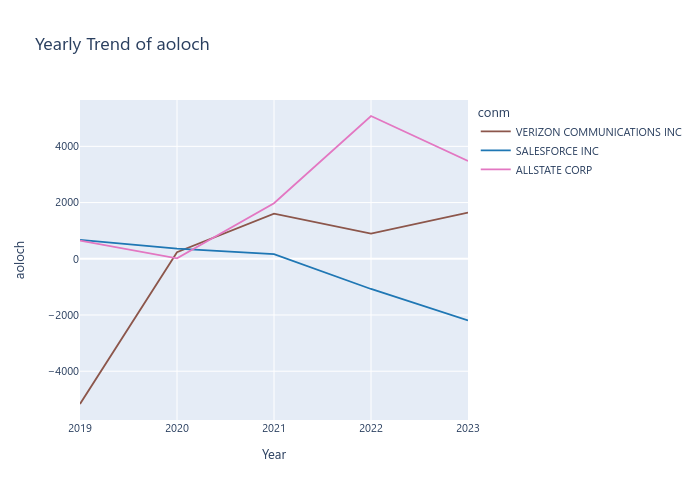 Yearly Trend of aoloch
conm
VERIZON COMMUNICATIONS INC
SALESFORCE INC
ALLSTATE CORP
aoloch
4000
2000
0
−2000
−4000
2019 2020 2021 2022 2023
Year